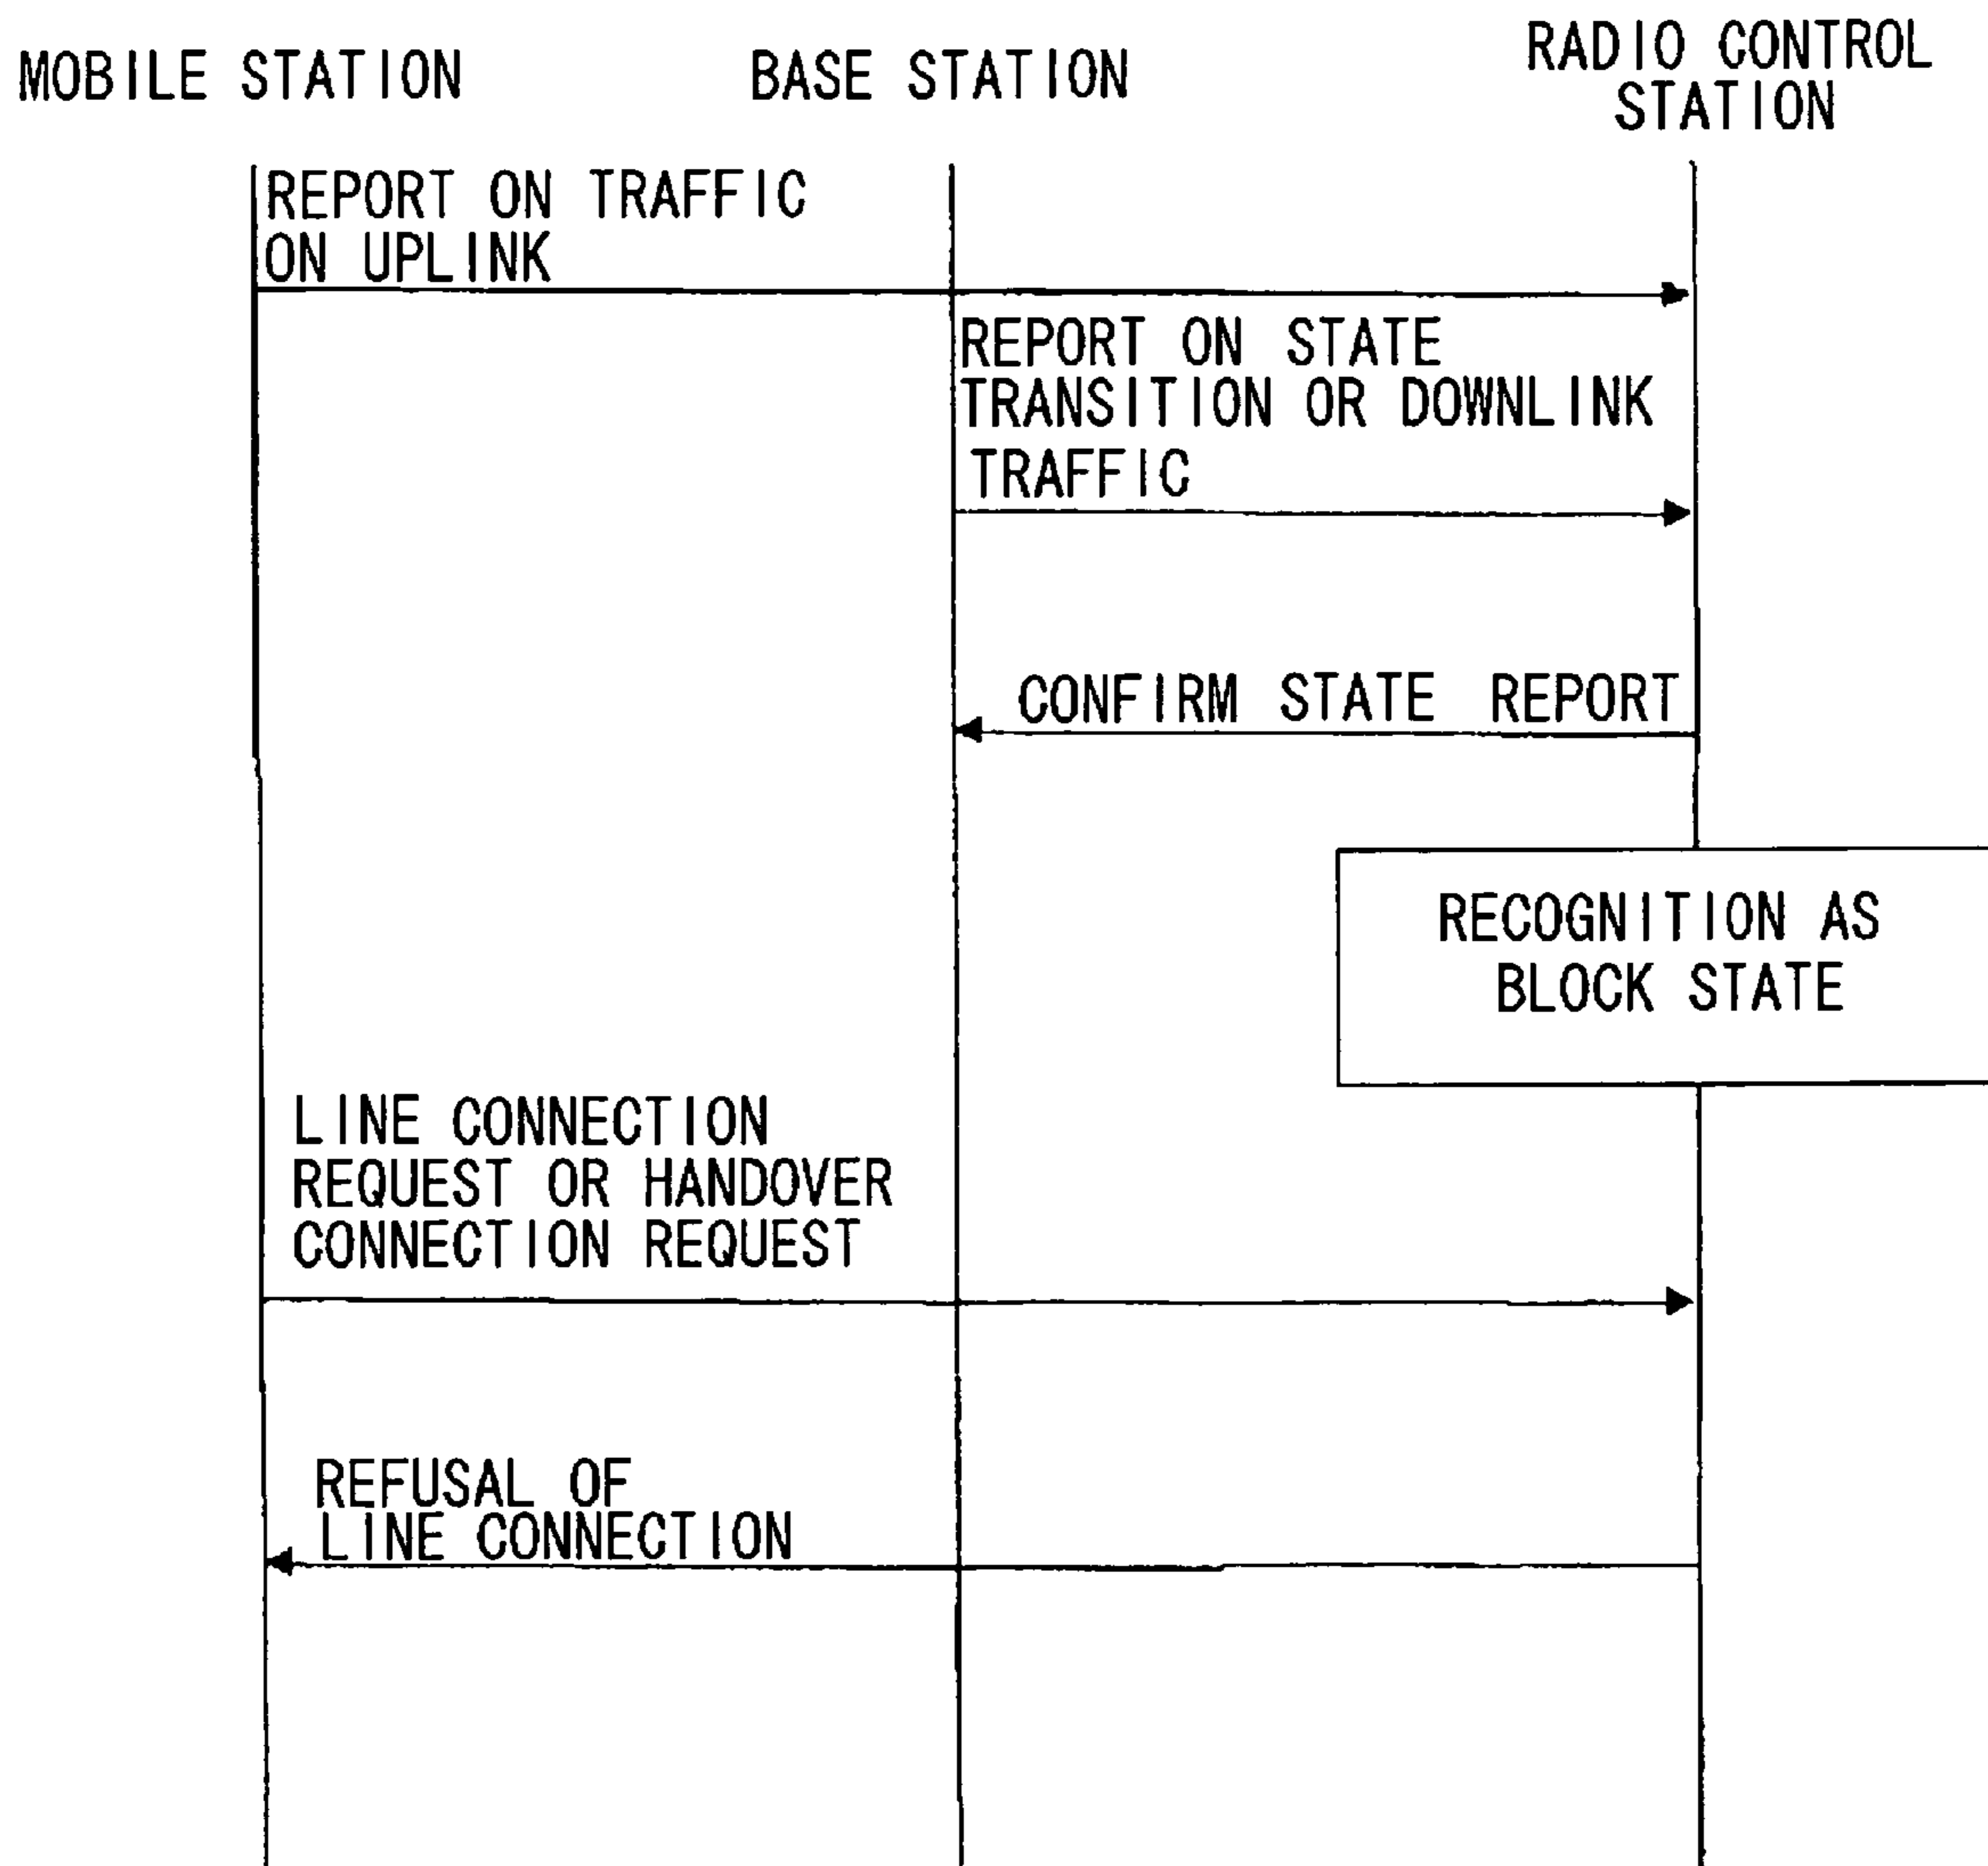 MOBILE STATION
BASE STATION
RADIO CONTROL
STATION
REPORT ON TRAFFIC
ON UPLINK
REPORT ON STATE
TRANSITION OR DOWNLINK
TRAFFIC
CONFIRM STATE REPORT
RECOGNITION AS
BLOCK STATE
LINE CONNECTION
REQUEST OR HANDOVER
CONNECTION REQUEST
REFUSAL OF
LINE CONNECTION